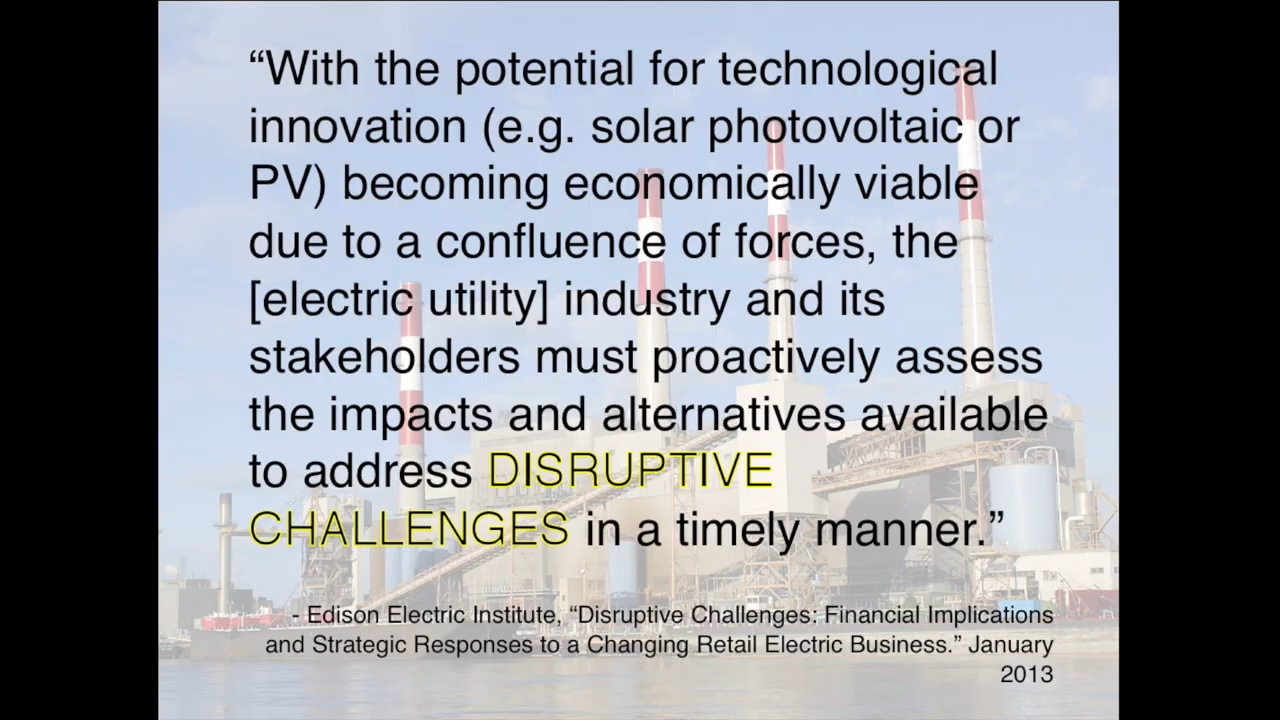 “With the potential for technological
innovation (e.g. solar photovoltaic or
PV) becoming economically viable
due to a confluence of forces, the
[electric utility] industry and its
stakeholders must proactively assess
the impacts and alternatives available
to address DISRUPTIVE
CHALLENGES in a timely manner.”
- Edison Electric Institute, “Disruptive Challenges: Financial Implications
and Strategic Responses to a Changing Retail Electric Business.” January
2013